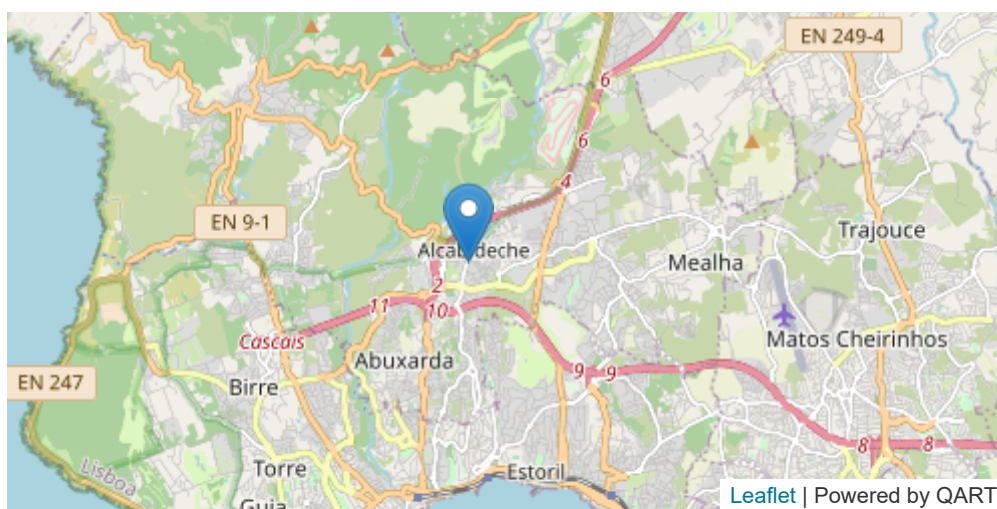 EN 249-4
6
6
4
EN 9-1
Alcabideche
Trajouce
Mealha
2
11
10
Cascais
Matos Cheirinhos
Abuxarda
9
9
EN 247
Birre
8
8
Torre
Estoril
Lisboa
Guia
Leaflet | Powered by QART